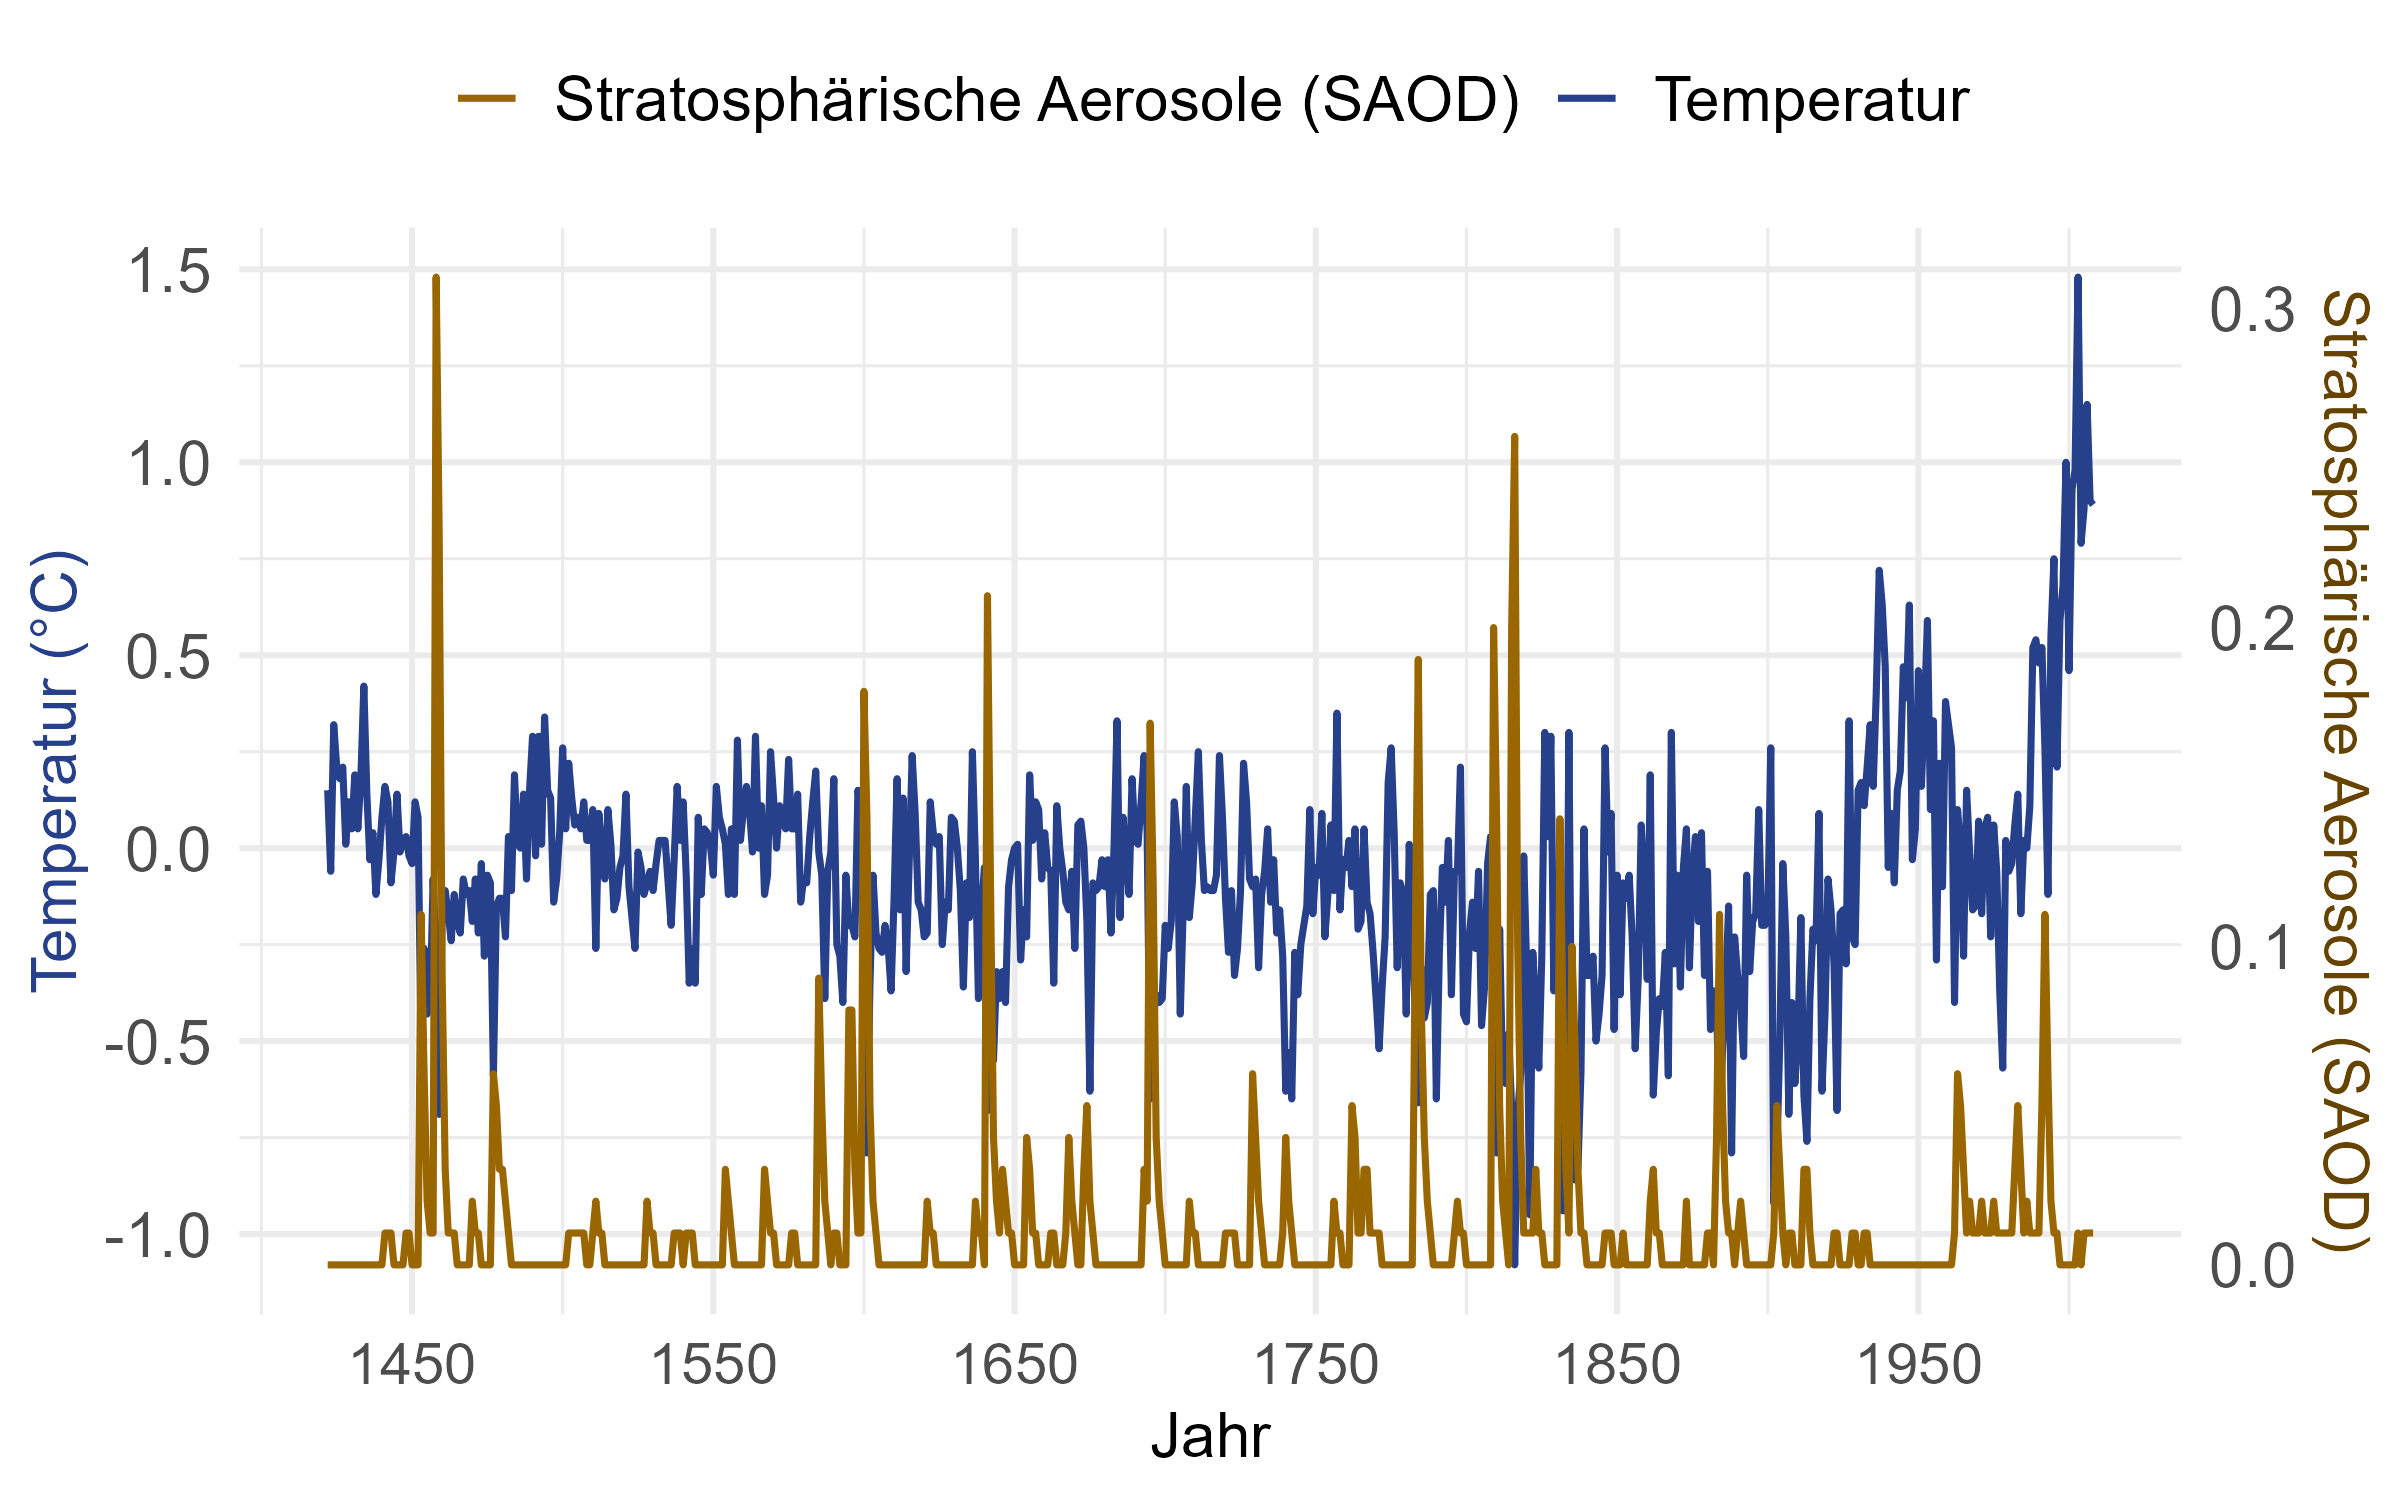 Stratosphärische Aerosole (SAOD) Temperatur
1.5
1.0
0.5
0.0
-0.5
-1.0
Temperatur (°C)
0.3
0.2
0.1
0.0
Stratosphärische Aerosole (SAOD)
1450 1550 1650 1750 1850 1950
Jahr